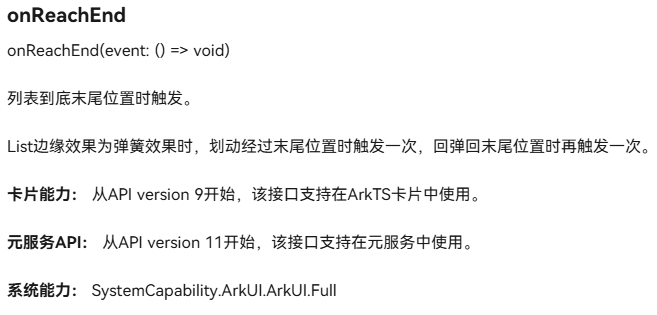 onReachEnd
onReachEnd(event: () => void)
列表到底末尾位置时触发。
List边缘效果为弹簧效果时，划动经过末尾位置时触发一次，回弹回末尾位置时再触发一次。
卡片能力： 从API version 9开始，该接口支持在ArkTS卡片中使用。
元服务API： 从API version 11开始，该接口支持在元服务中使用。
系统能力： SystemCapability.ArkUI.ArkUI.Full